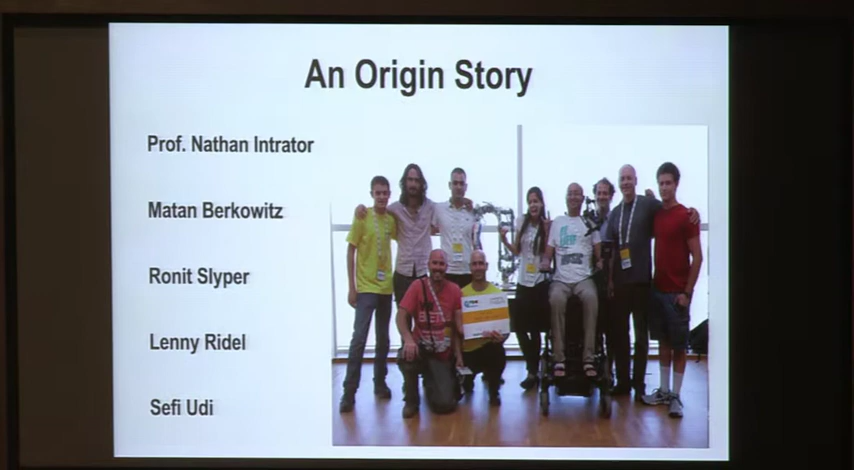 An Origin Story
Prof. Nathan Intrator
Matan Berkowitz
Ronit Slyper
Lenny Ridel
Sefi Udi